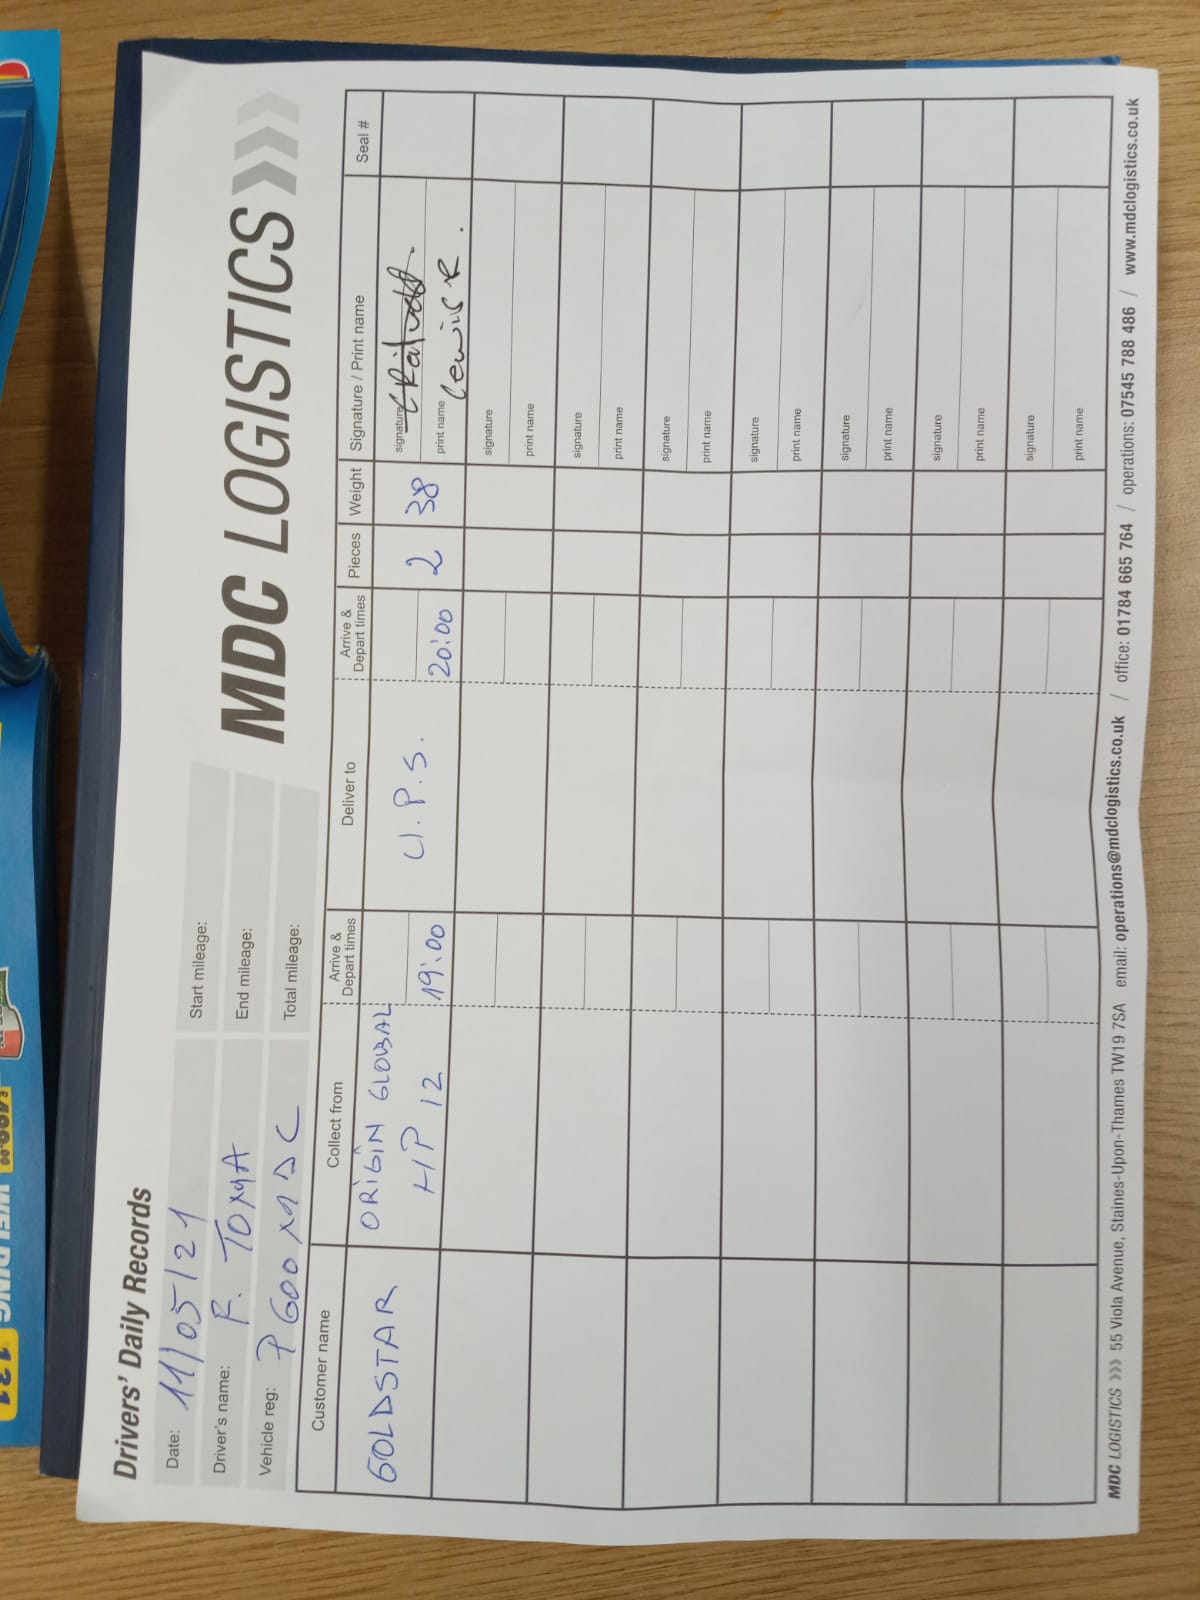 Drivers' Daily Records
Date: 11/05/21
Start mileage:
Driver's name: F. TOMA
End mileage:
Vehicle reg: P600 MDC
Total mileage:
MDC LOGISTICS
Customer name Collect from Arrive & Depart times Deliver to Arrive & Depart times Pieces Weight Signature / Print name Seal #
GOLDSTAR ORIGIN GLOBAL HP 12 19:00 U.P.S. 20:00 2 38 signature
print name Lewis R.
signature
print name
signature
print name
signature
print name
signature
print name
signature
print name
signature
print name
signature
print name
MDC LOGISTICS >>> 55 Viola Avenue, Staines-Upon-Thames TW19 7SA email: operations@mdclogistics.co.uk / office: 01784 665 764 / operations: 07545 788 486 / www.mdclogistics.co.uk
WELDING 131